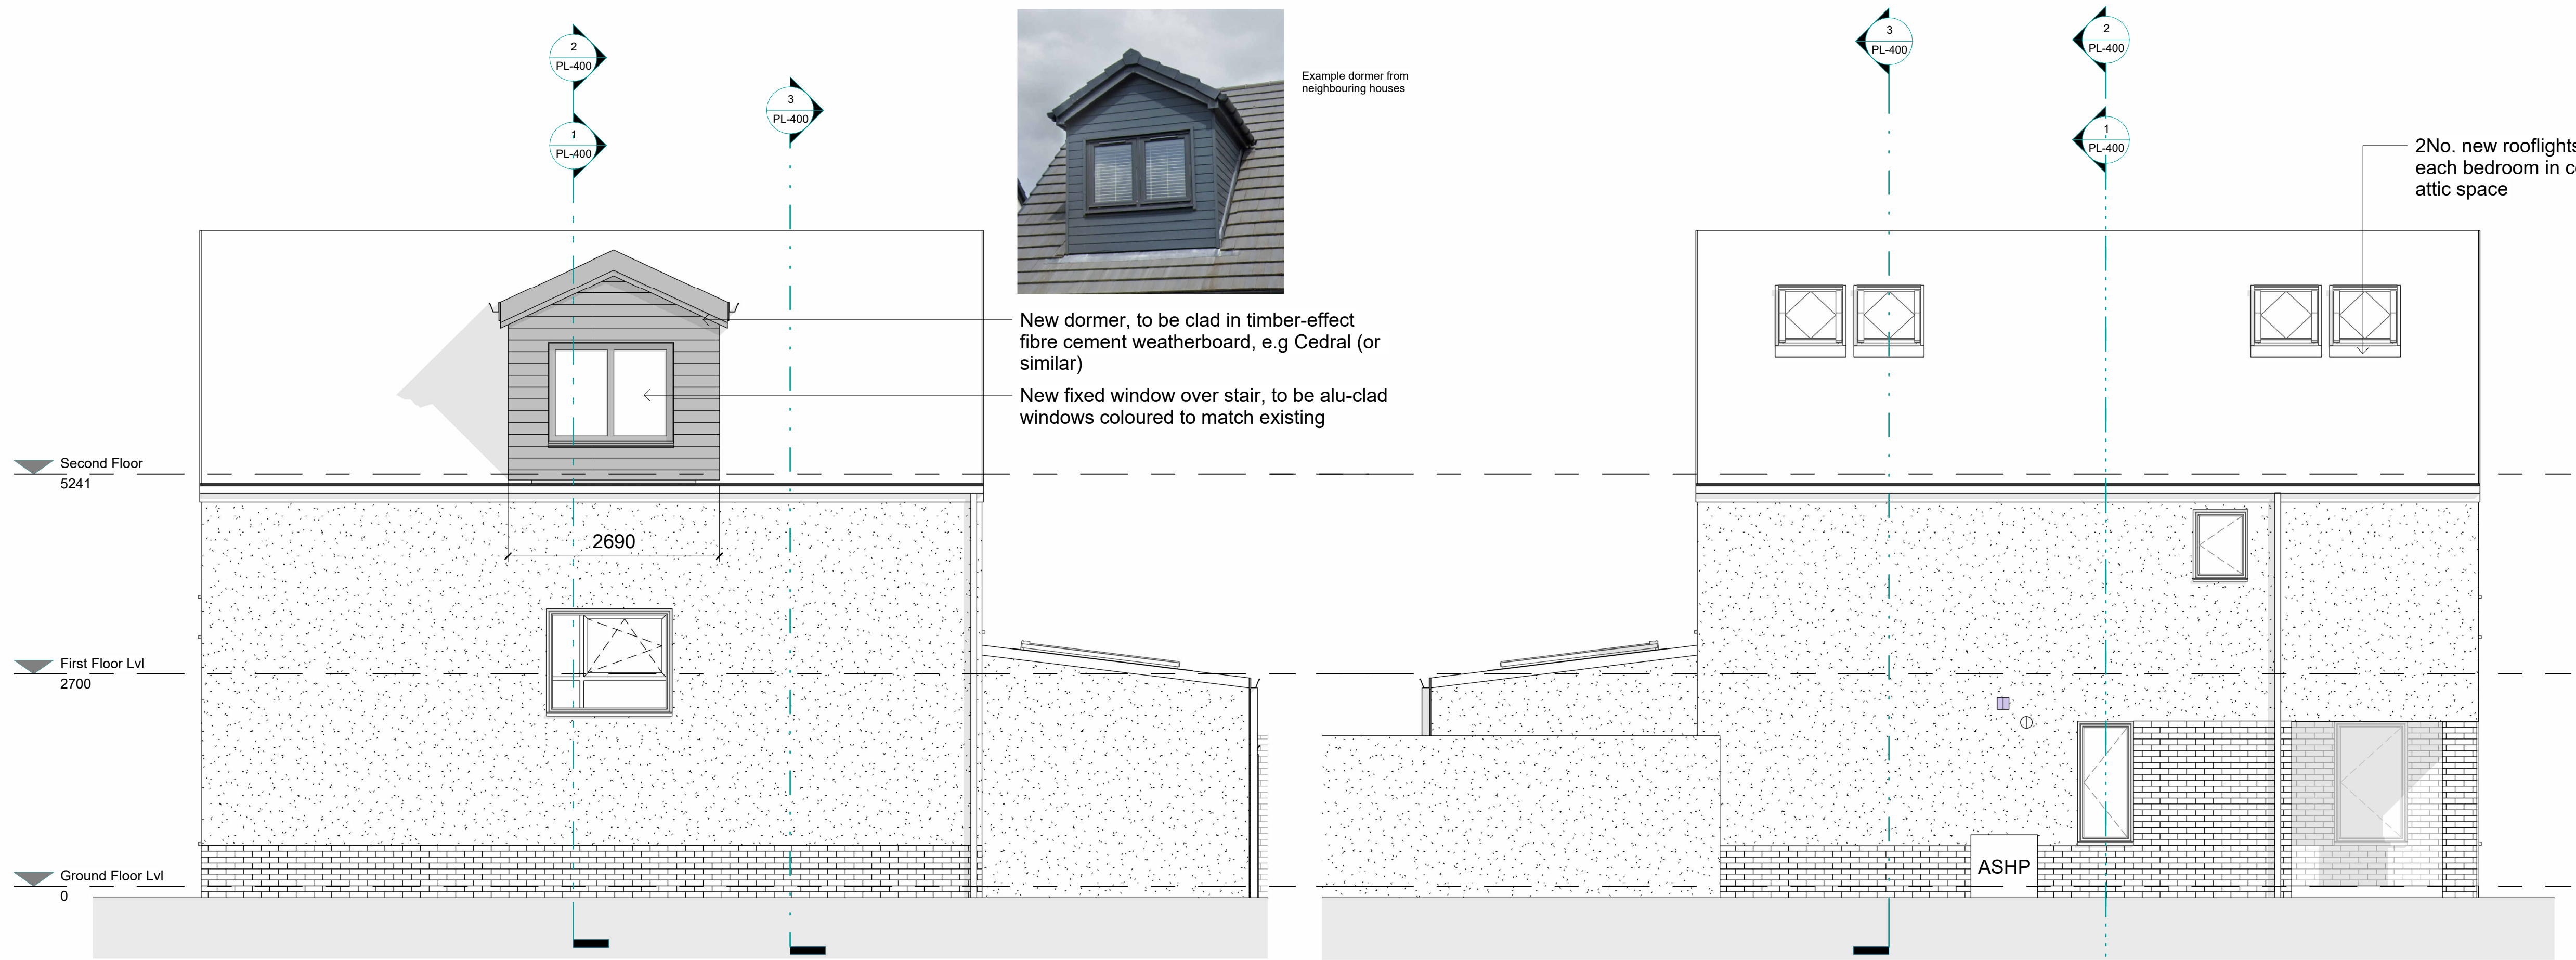 2
PL-400
1
PL-400
3
PL-400
Example dormer from
neighbouring houses
3
PL-400
2
PL-400
1
PL-400
2No. new rooflights
each bedroom in
attic space
New dormer, to be clad in timber-effect
fibre cement weatherboard, e.g Cedral (or
similar)
New fixed window over stair, to be alu-clad
windows coloured to match existing
Second Floor
5241
2690
First Floor Lvl
2700
Ground Floor Lvl
0
ASHP